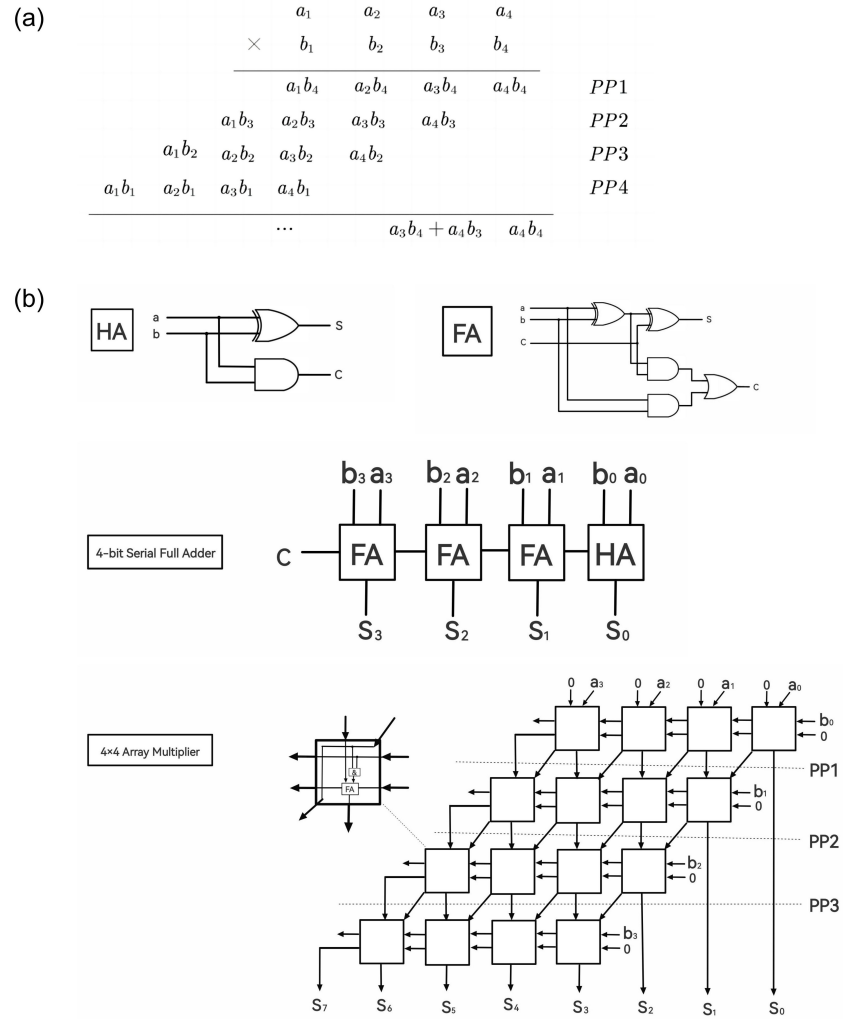 (a)
a₁ a₂ a₃ a₄
× b₁ b₂ b₃ b₄
a₁b₄ a₂b₄ a₃b₄ a₄b₄ PP1
a₁b₃ a₂b₃ a₃b₃ a₄b₃ PP2
a₁b₂ a₂b₂ a₃b₂ a₄b₂ PP3
a₁b₁ a₂b₁ a₃b₁ a₄b₁ PP4
... a₃b₄ + a₄b₃ a₄b₄
(b)
HA
a
b
S
C
FA
a
b
C
S
C
4-bit Serial Full Adder
b₃ a₃ b₂ a₂ b₁ a₁ b₀ a₀
C FA FA FA HA
S₃ S₂ S₁ S₀
4×4 Array Multiplier
&
FA
0 a₃ 0 a₂ 0 a₁ 0 a₀
b₀
0
PP1
b₁
0
PP2
b₂
0
PP3
b₃
0
S₇ S₆ S₅ S₄ S₃ S₂ S₁ S₀